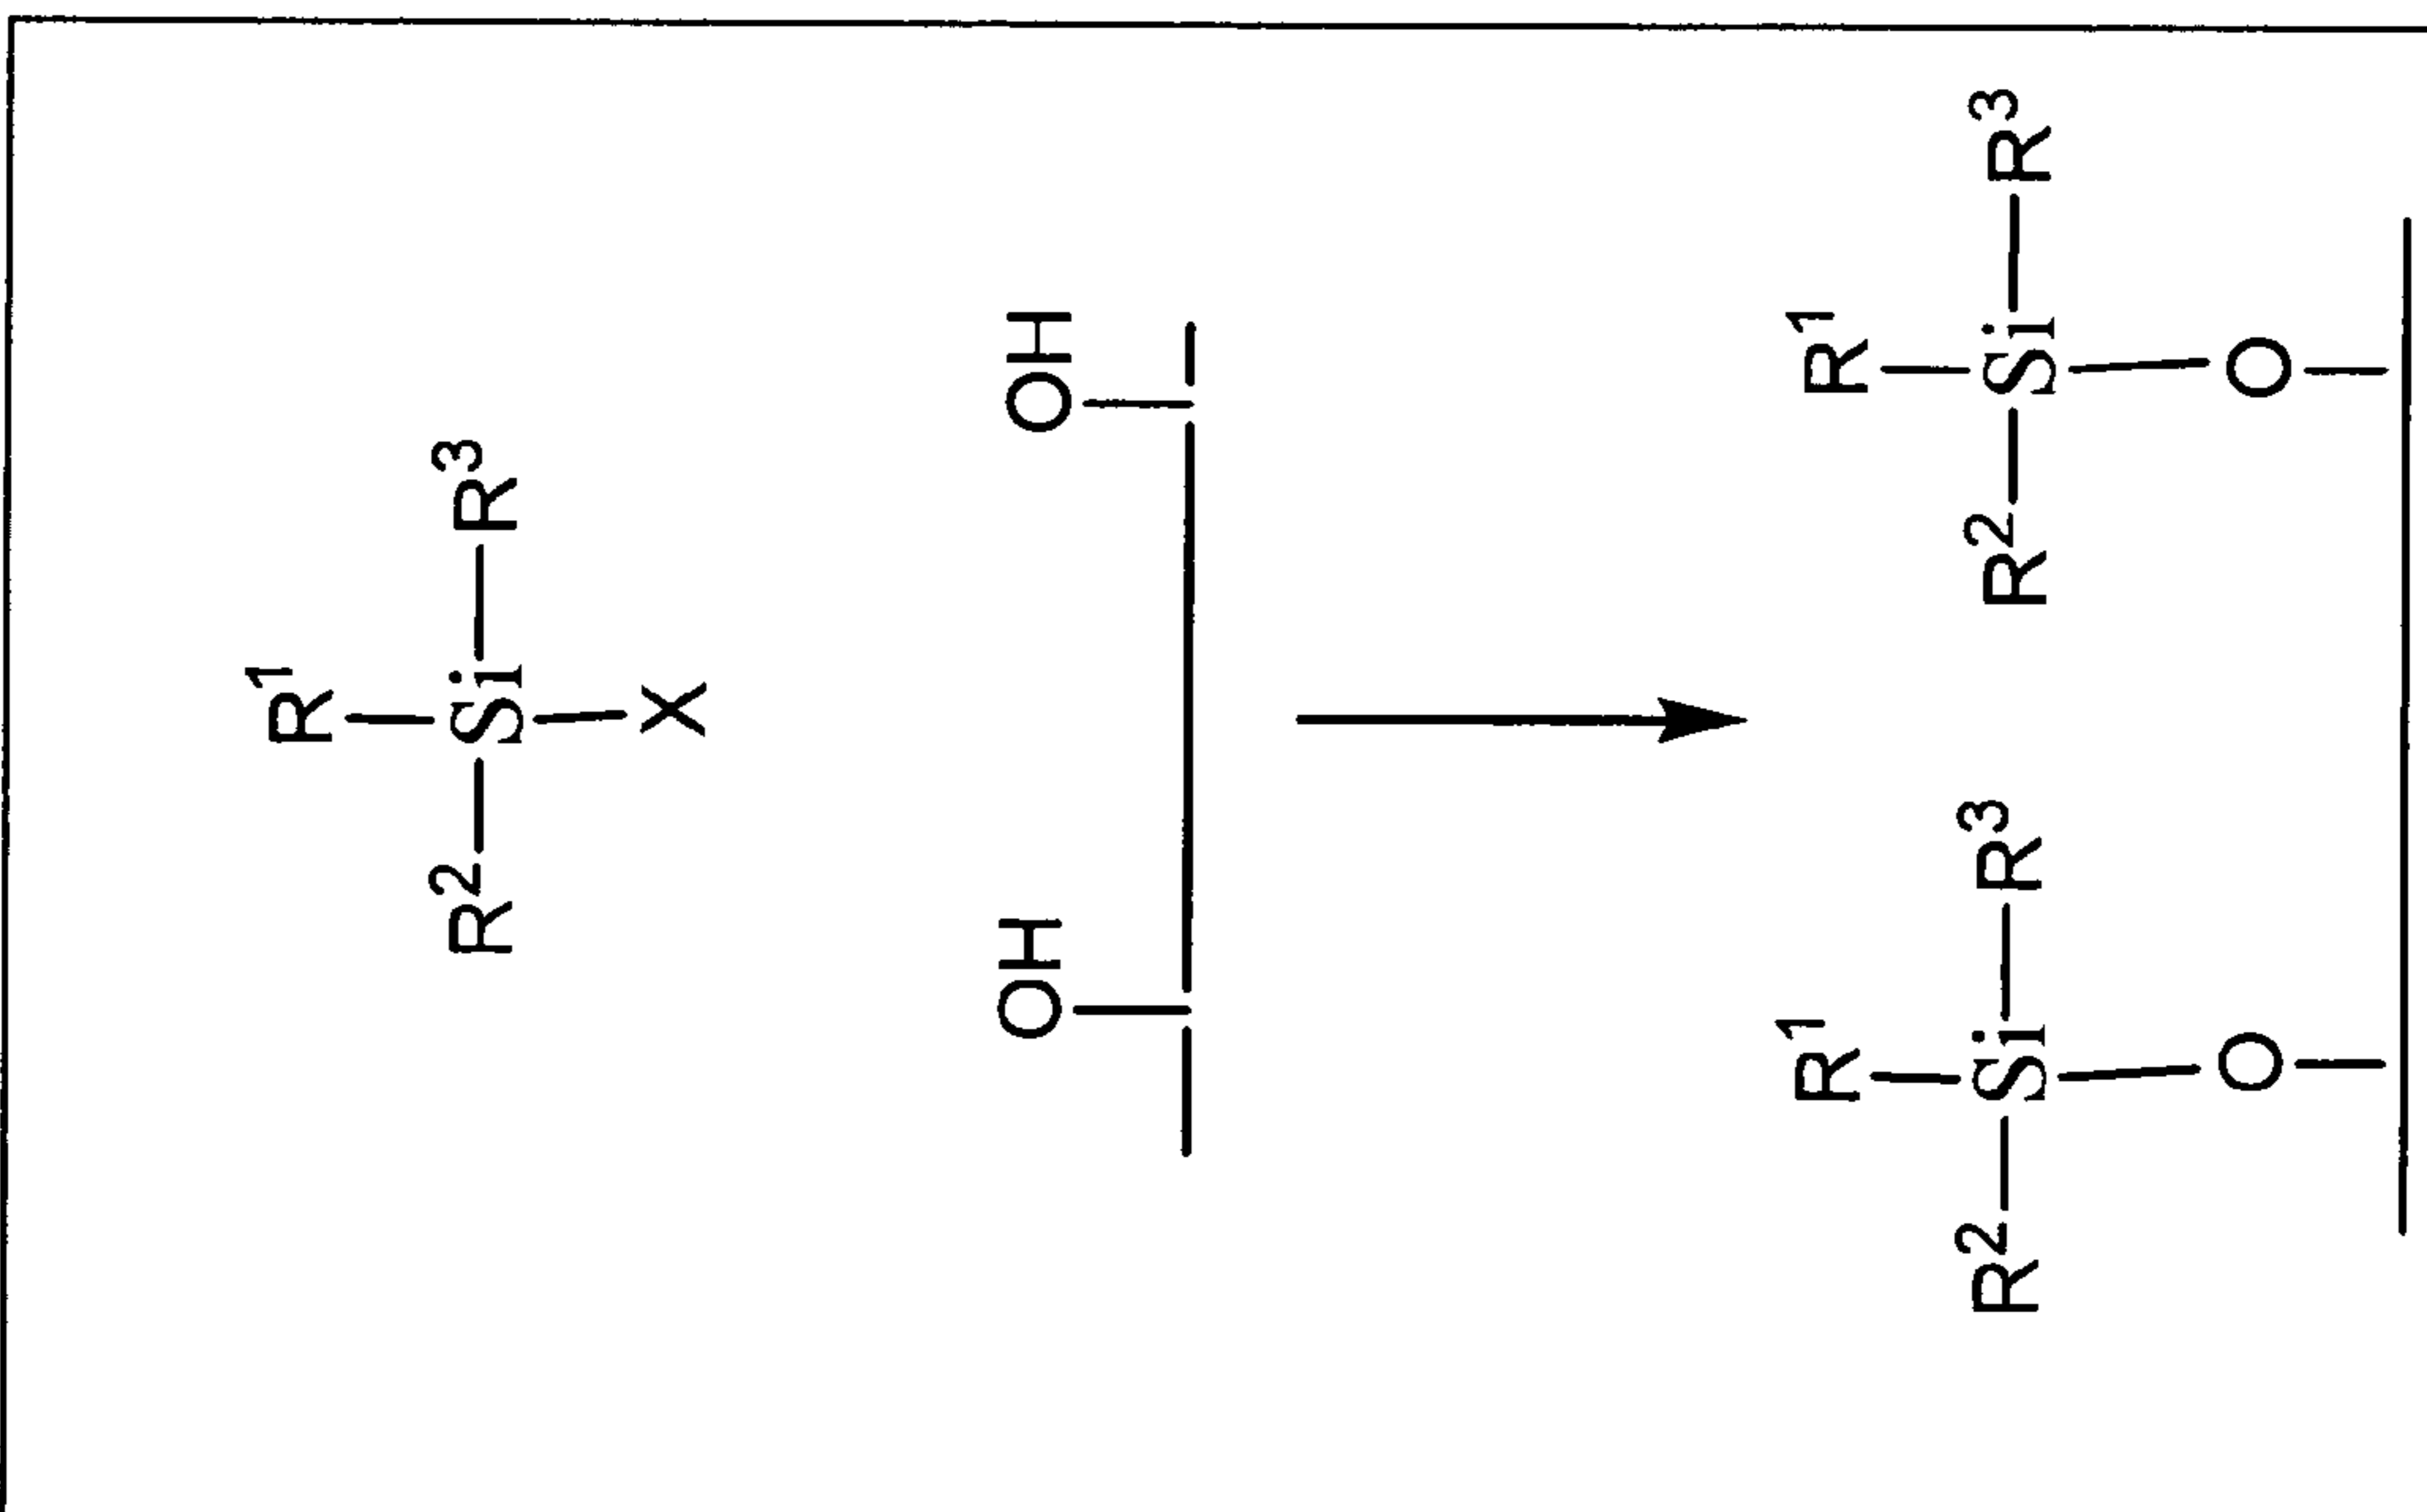 R¹
R² Si R³
X
OH OH
R¹ R¹
R² Si R³ R² Si R³
O O